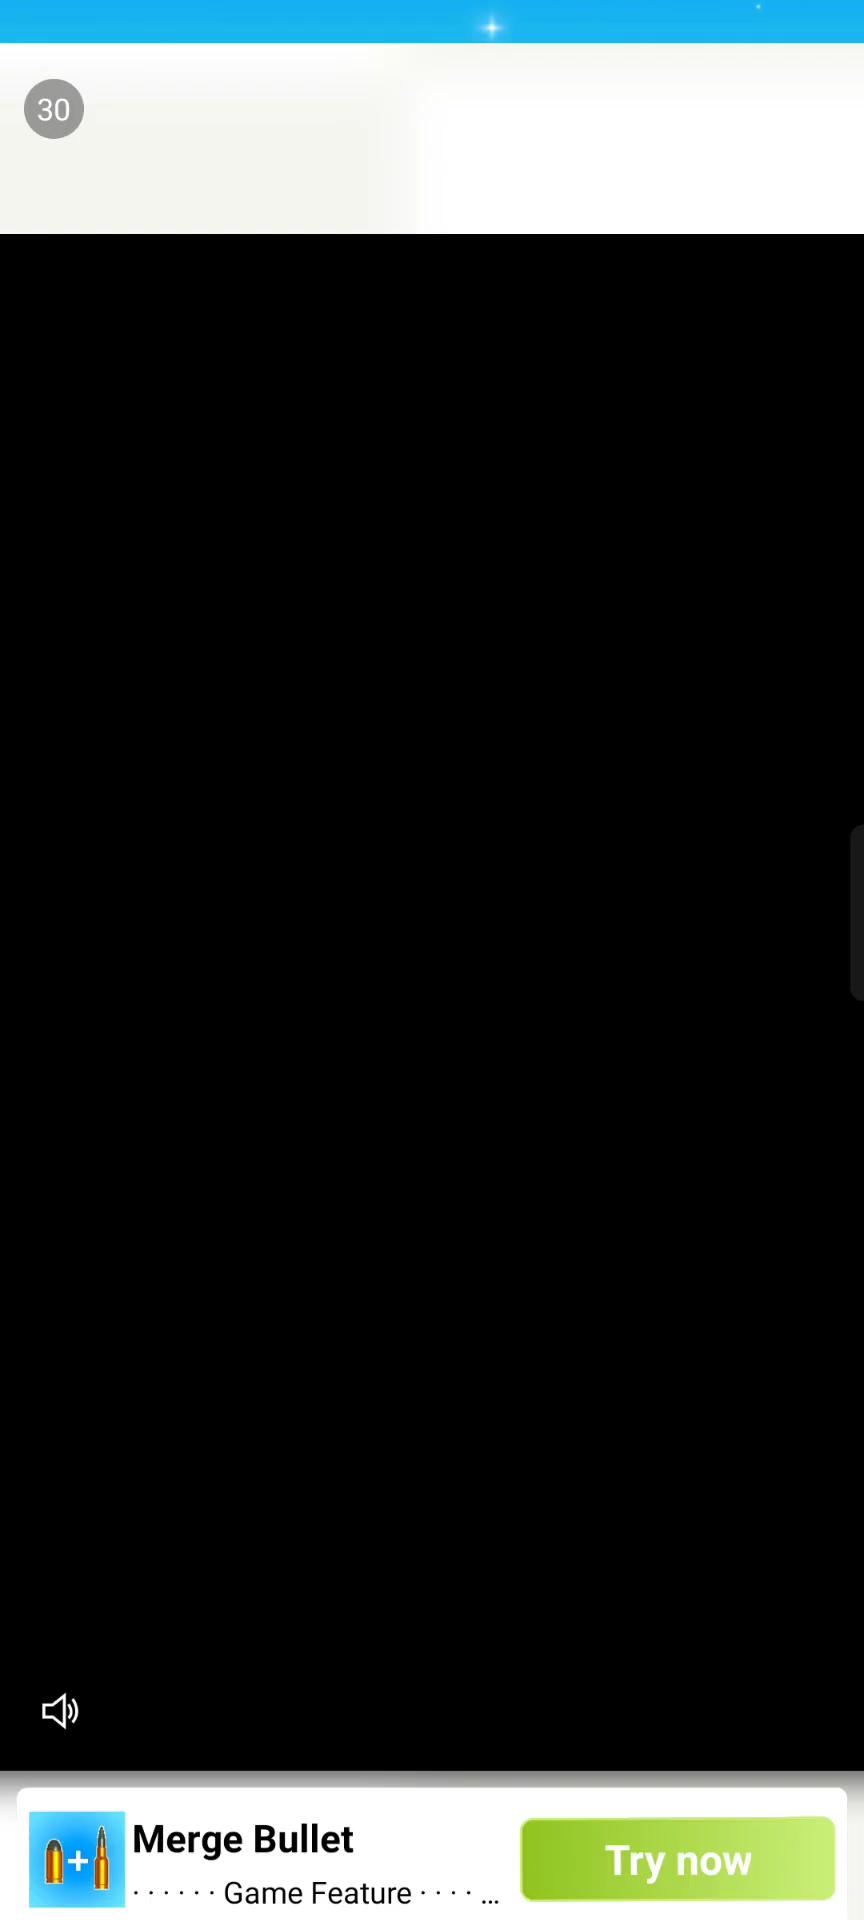 30
Merge Bullet
Try now
· · · · · · Game Feature · · · · ...